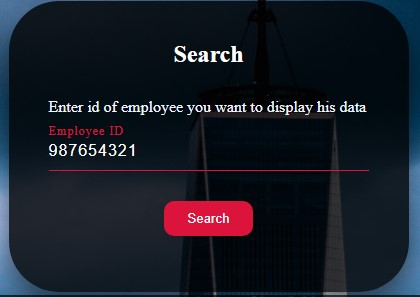 Search
Enter id of employee you want to display his data
Employee ID
987654321
Search